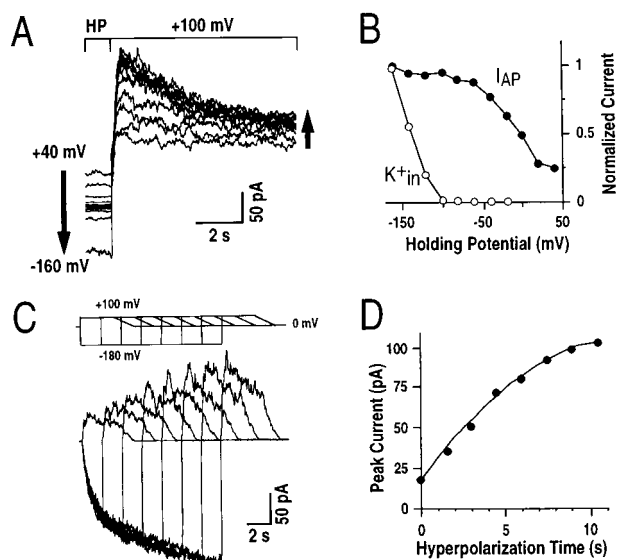 A
HP
+100 mV
+40 mV
-160 mV
50 pA
2 s
B
I_AP
K+in
1
0.5
0
Normalized Current
-150
-50
50
Holding Potential (mV)
C
+100 mV
0 mV
-180 mV
50 pA
2 s
D
100
75
50
25
0
Peak Current (pA)
0
5
10
Hyperpolarization Time (s)